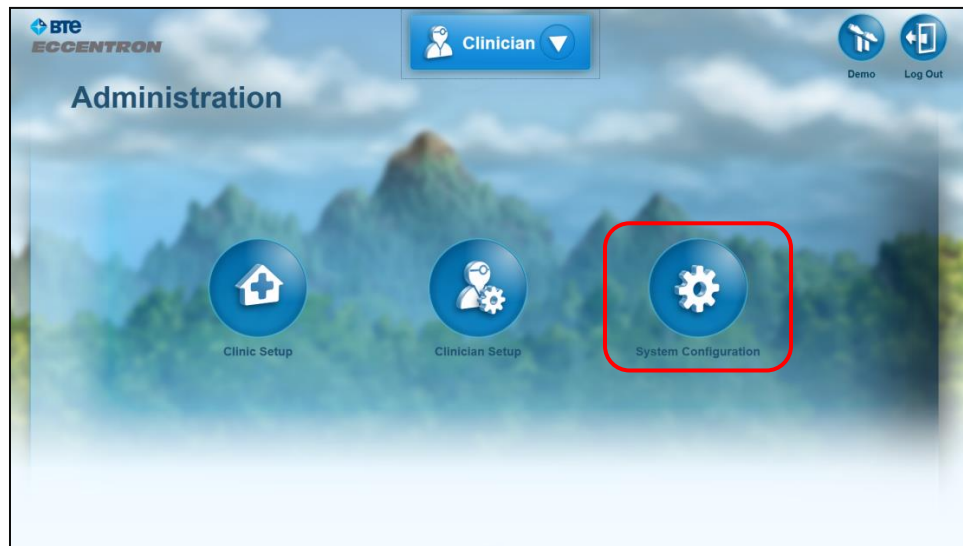 BTE
ECCENTRON
Clinician
Demo
Log Out
Administration
Clinic Setup
Clinician Setup
System Configuration